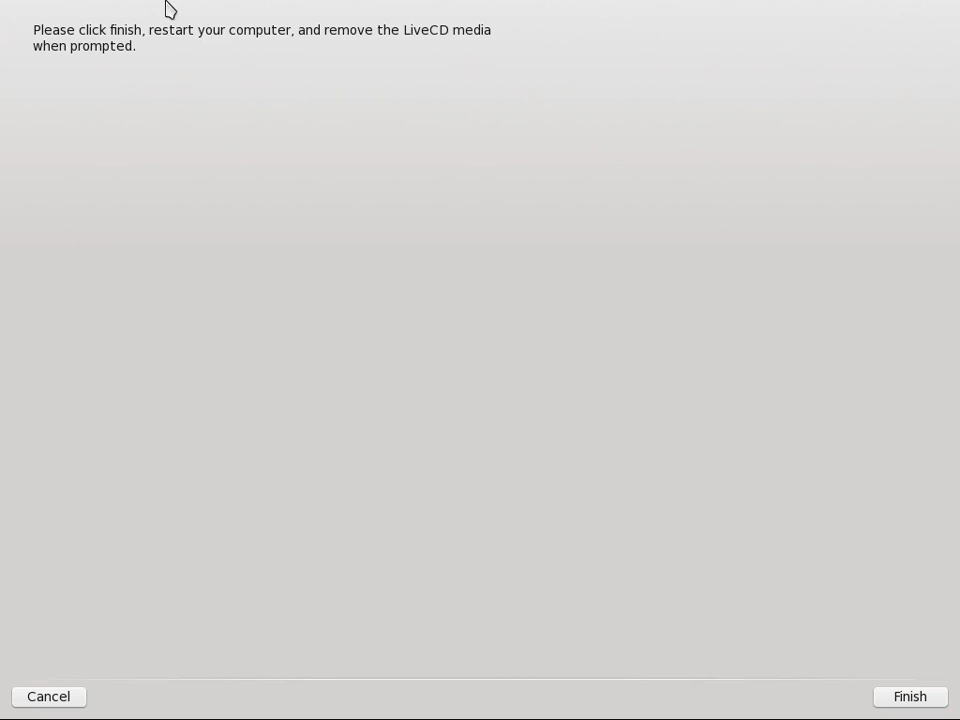 Please click finish, restart your computer, and remove the LiveCD media
when prompted.
Cancel
Finish